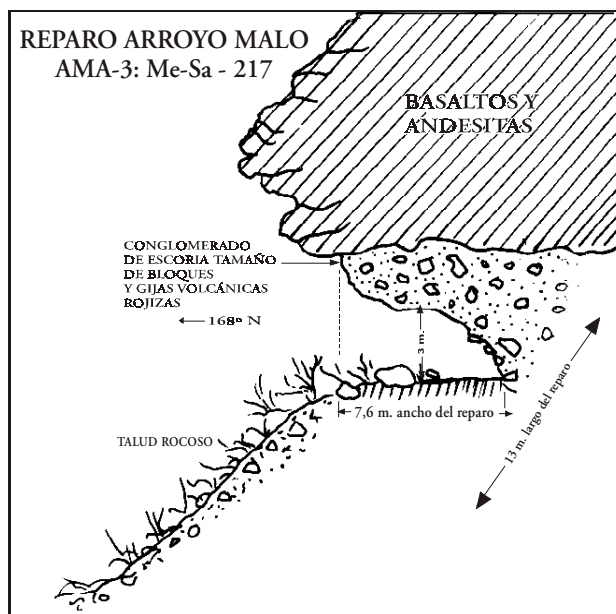 REPARO ARROYO MALO
AMA-3: Me-Sa - 217
BASALTOS Y
ANDESITAS
CONGLOMERADO
DE ESCORIA TAMAÑO
DE BLOQUES
Y GIJAS VOLCÁNICAS
ROJIZAS
168º N
3 m.
7,6 m. ancho del reparo
13 m. largo del reparo
TALUD ROCOSO